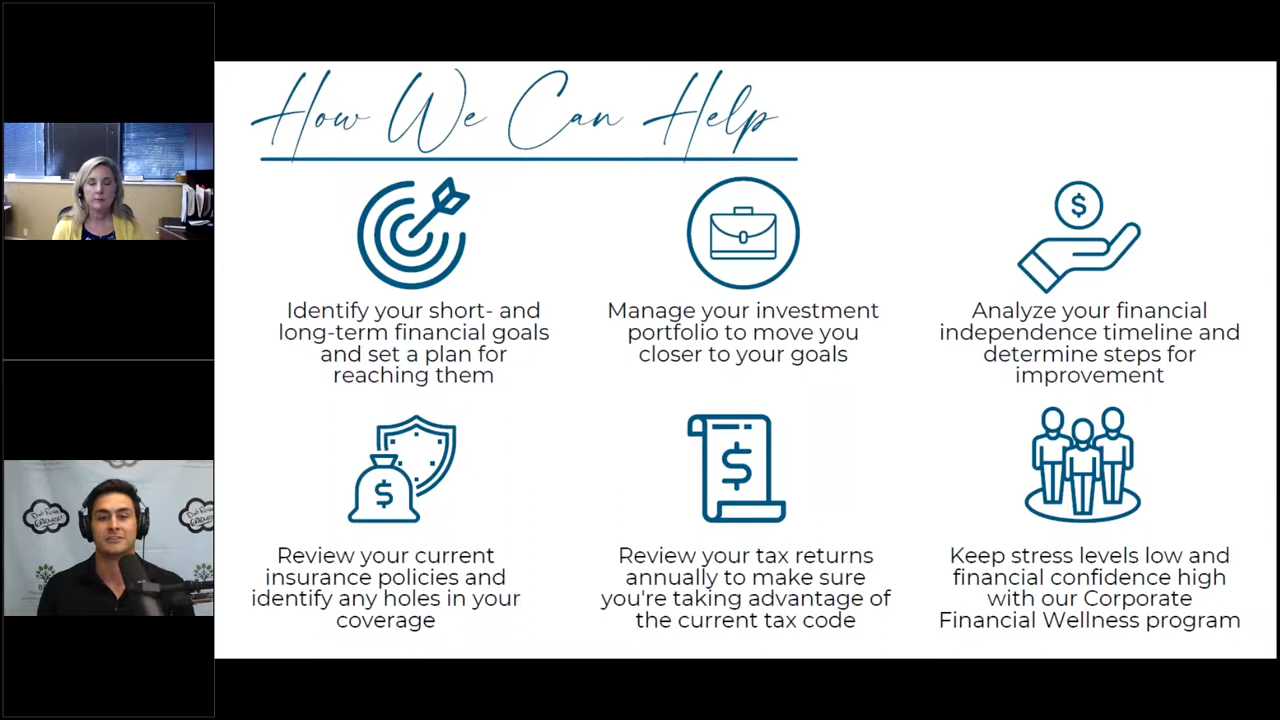 How We Can Help
Identify your short- and
long-term financial goals
and set a plan for
reaching them
Manage your investment
portfolio to move you
closer to your goals
Analyze your financial
independence timeline and
determine steps for
improvement
Review your current
insurance policies and
identify any holes in your
coverage
Review your tax returns
annually to make sure
you're taking advantage of
the current tax code
Keep stress levels low and
financial confidence high
with our Corporate
Financial Wellness program